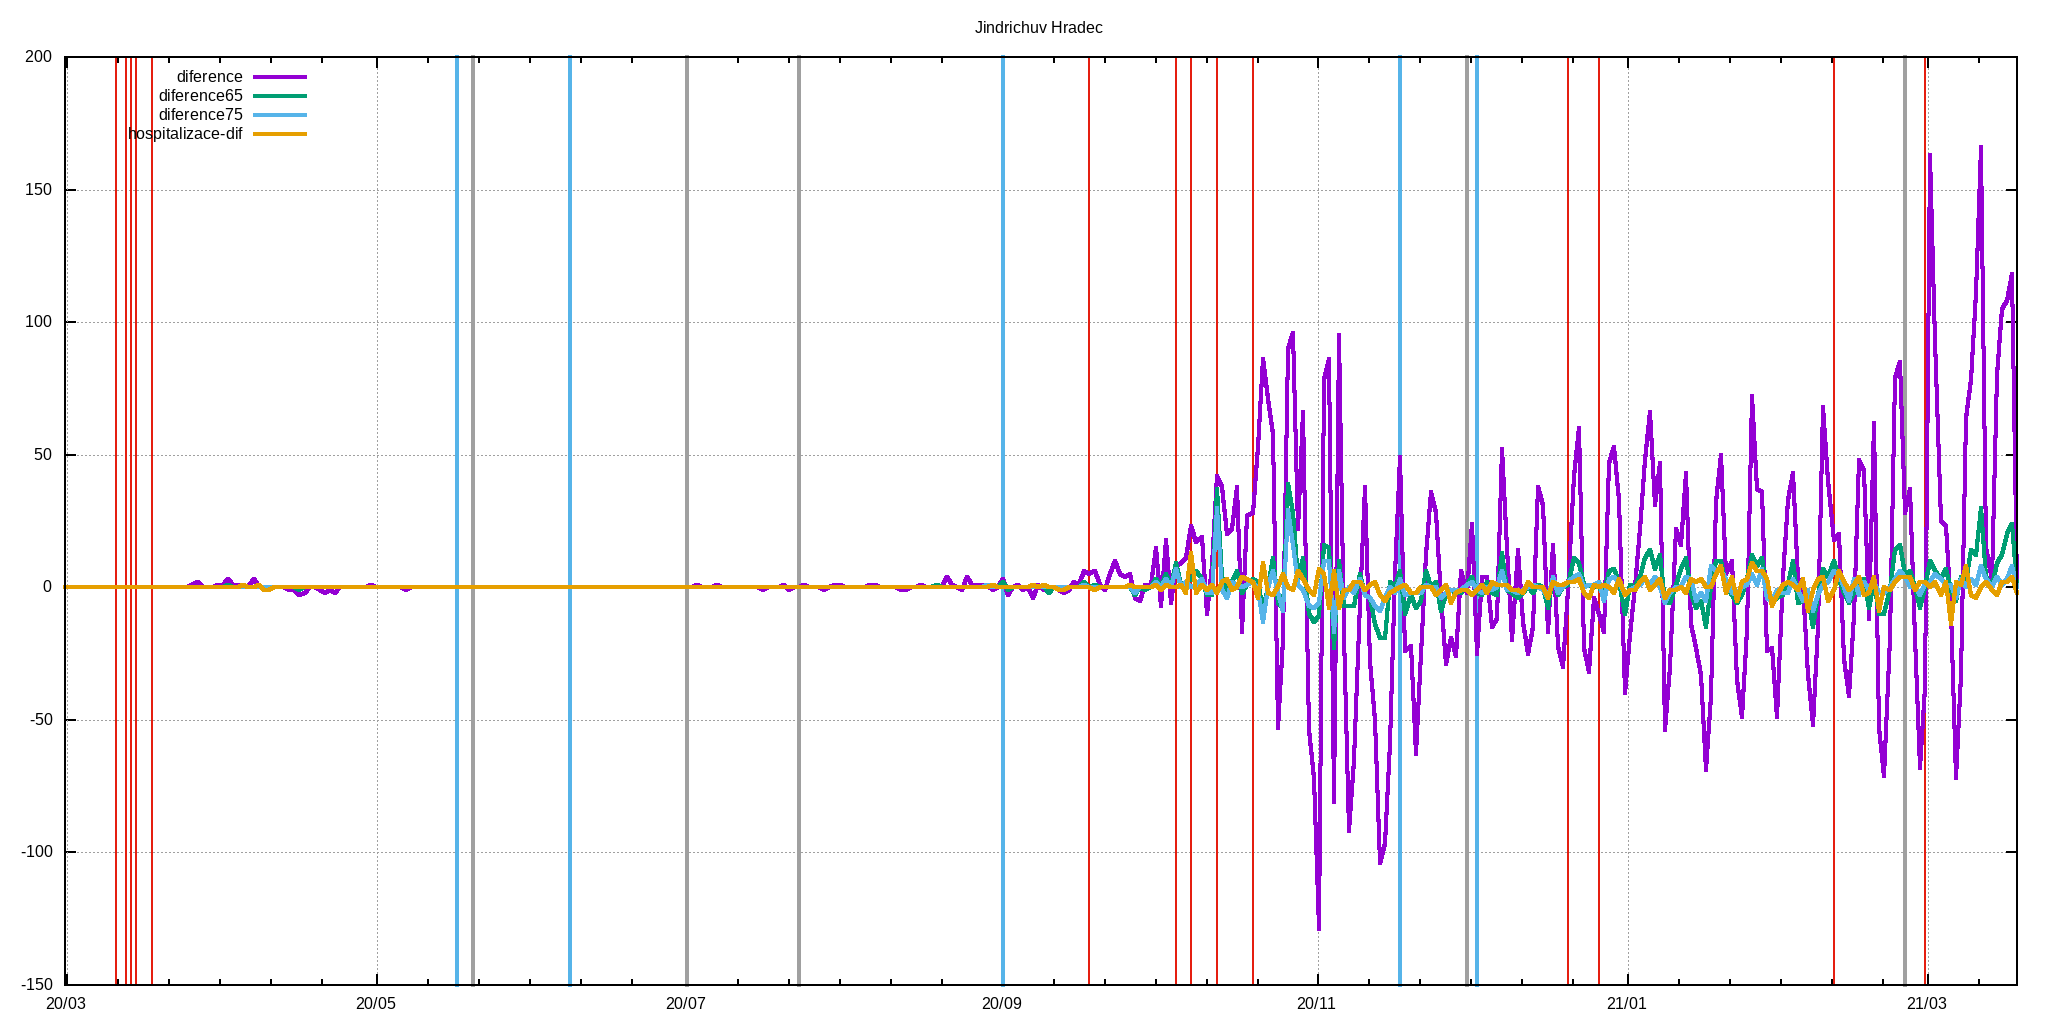 Jindrichuv Hradec
200
diference
diference65
diference75
hospitalizace-dif
150
100
50
0
-50
-100
-150
20/03 20/05 20/07 20/09 20/11 21/01 21/03